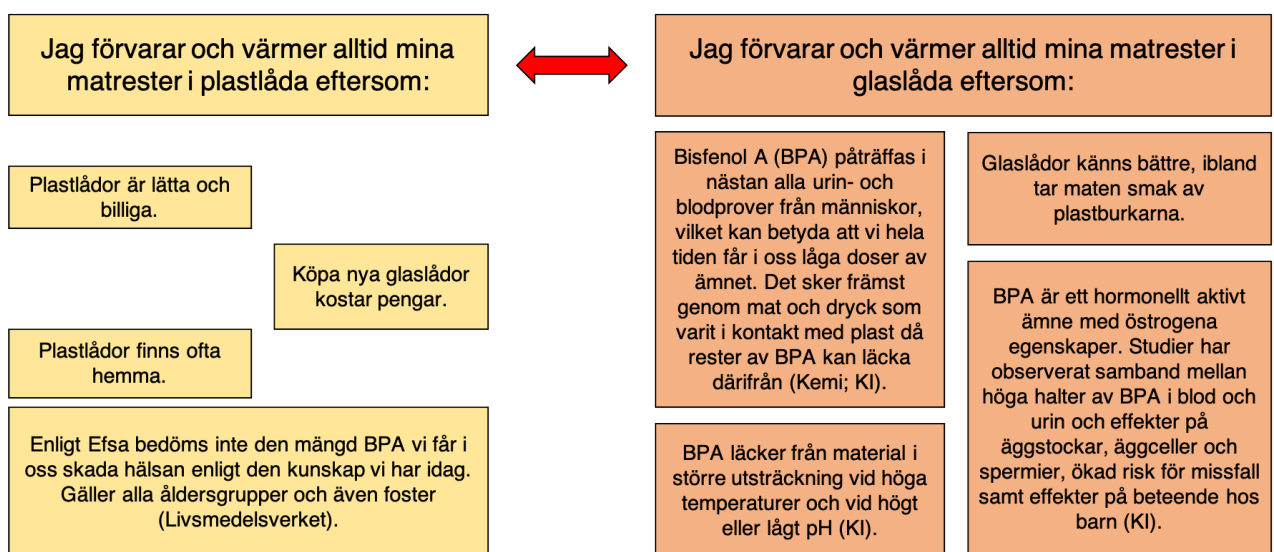 Jag förvarar och värmer alltid mina
matrester i plastlåda eftersom:
Plastlådor är lätta och
billiga.
Köpa nya glaslådor
kostar pengar.
Plastlådor finns ofta
hemma.
Enligt Efsa bedöms inte den mängd BPA vi får i
oss skada hälsan enligt den kunskap vi har idag.
Gäller alla åldersgrupper och även foster
(Livsmedelsverket).
Jag förvarar och värmer alltid mina matrester i
glaslåda eftersom:
Bisfenol A (BPA) påträffas i
nästan alla urin- och
blodprover från människor,
vilket kan betyda att vi hela
tiden får i oss låga doser av
ämnet. Det sker främst
genom mat och dryck som
varit i kontakt med plast då
rester av BPA kan läcka
därifrån (Kemi; KI).
BPA läcker från material i
större utsträckning vid höga
temperaturer och vid högt
eller lågt pH (KI).
Glaslådor känns bättre, ibland
tar maten smak av
plastburkarna.
BPA är ett hormonellt aktivt
ämne med östrogena
egenskaper. Studier har
observerat samband mellan
höga halter av BPA i blod och
urin och effekter på
äggstockar, äggceller och
spermier, ökad risk för missfall
samt effekter på beteende hos
barn (KI).